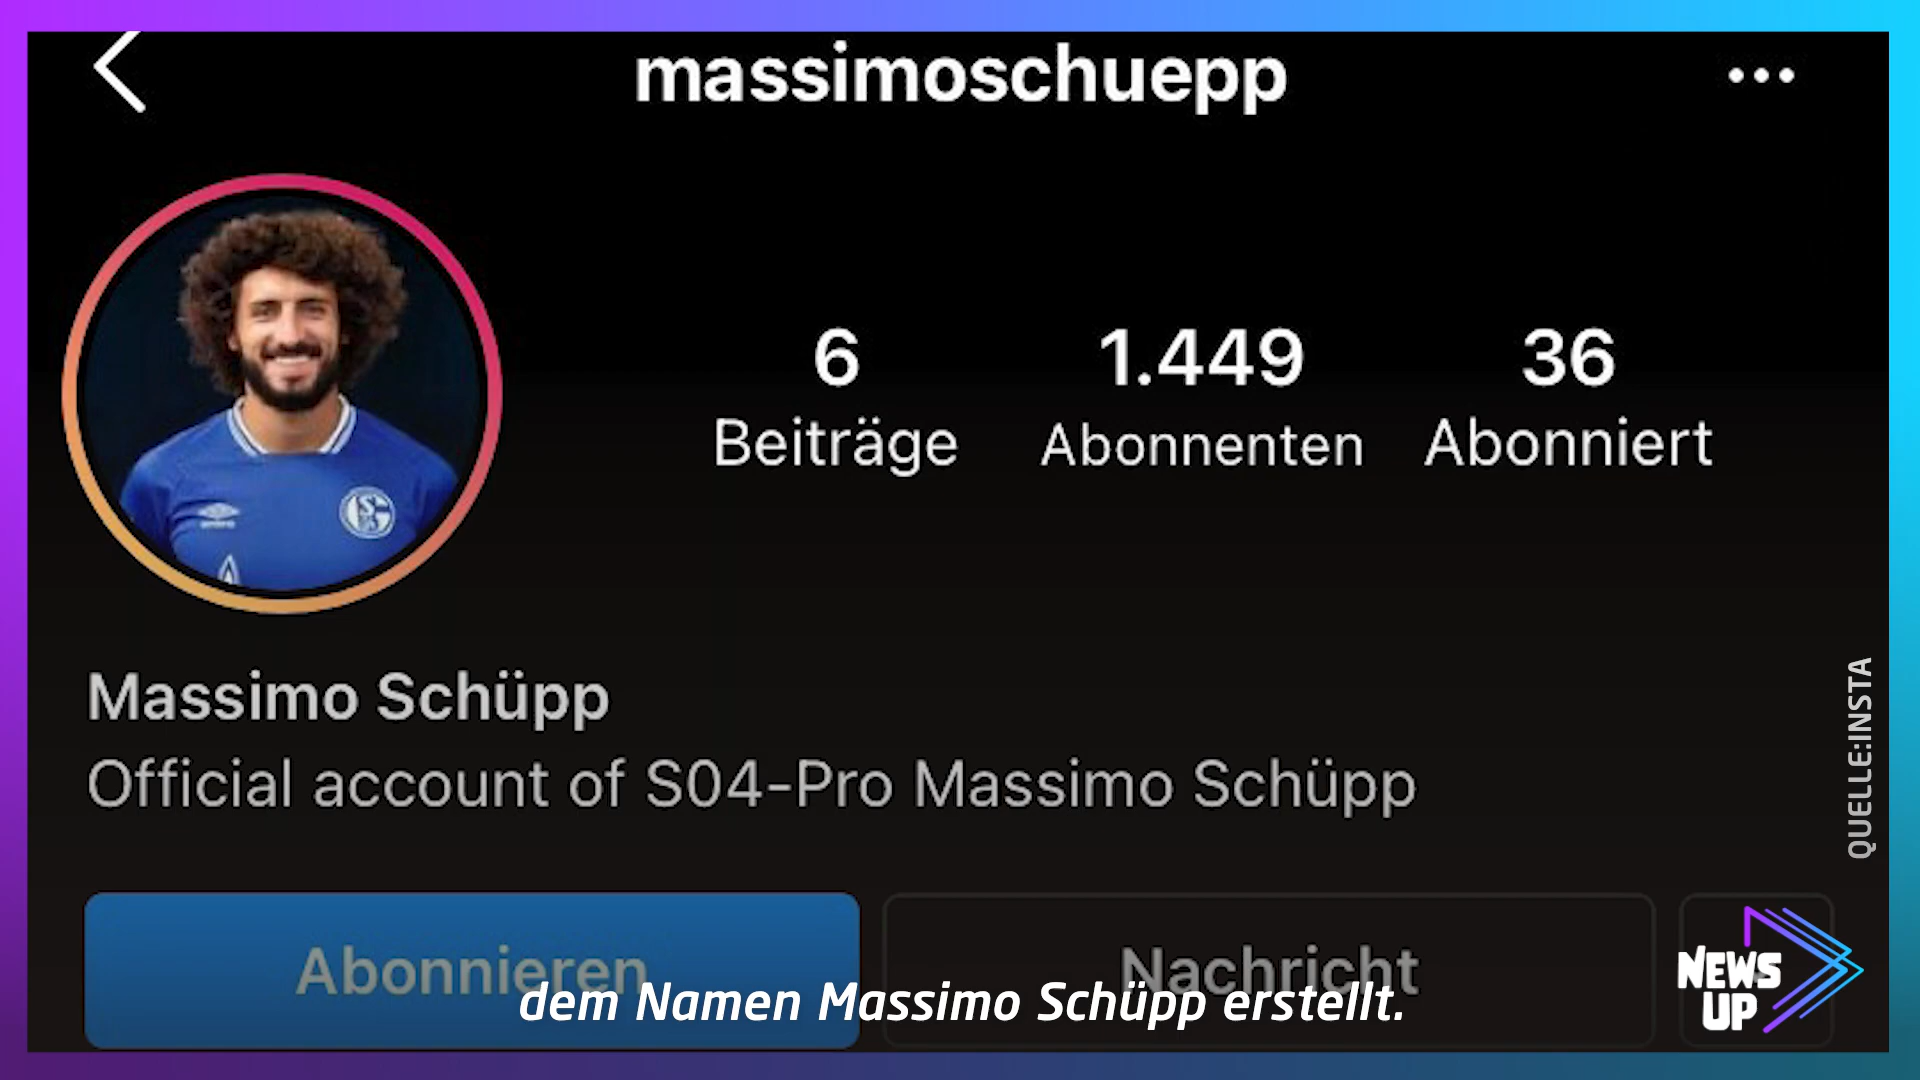 massimoschuepp
6 1.449 36
Beiträge Abonnenten Abonniert
umbro
Massimo Schüpp
Official account of S04-Pro Massimo Schüpp
QUELLE:INSTA
Abonnieren Nachricht
dem Namen Massimo Schüpp erstellt.
NEWS
UP